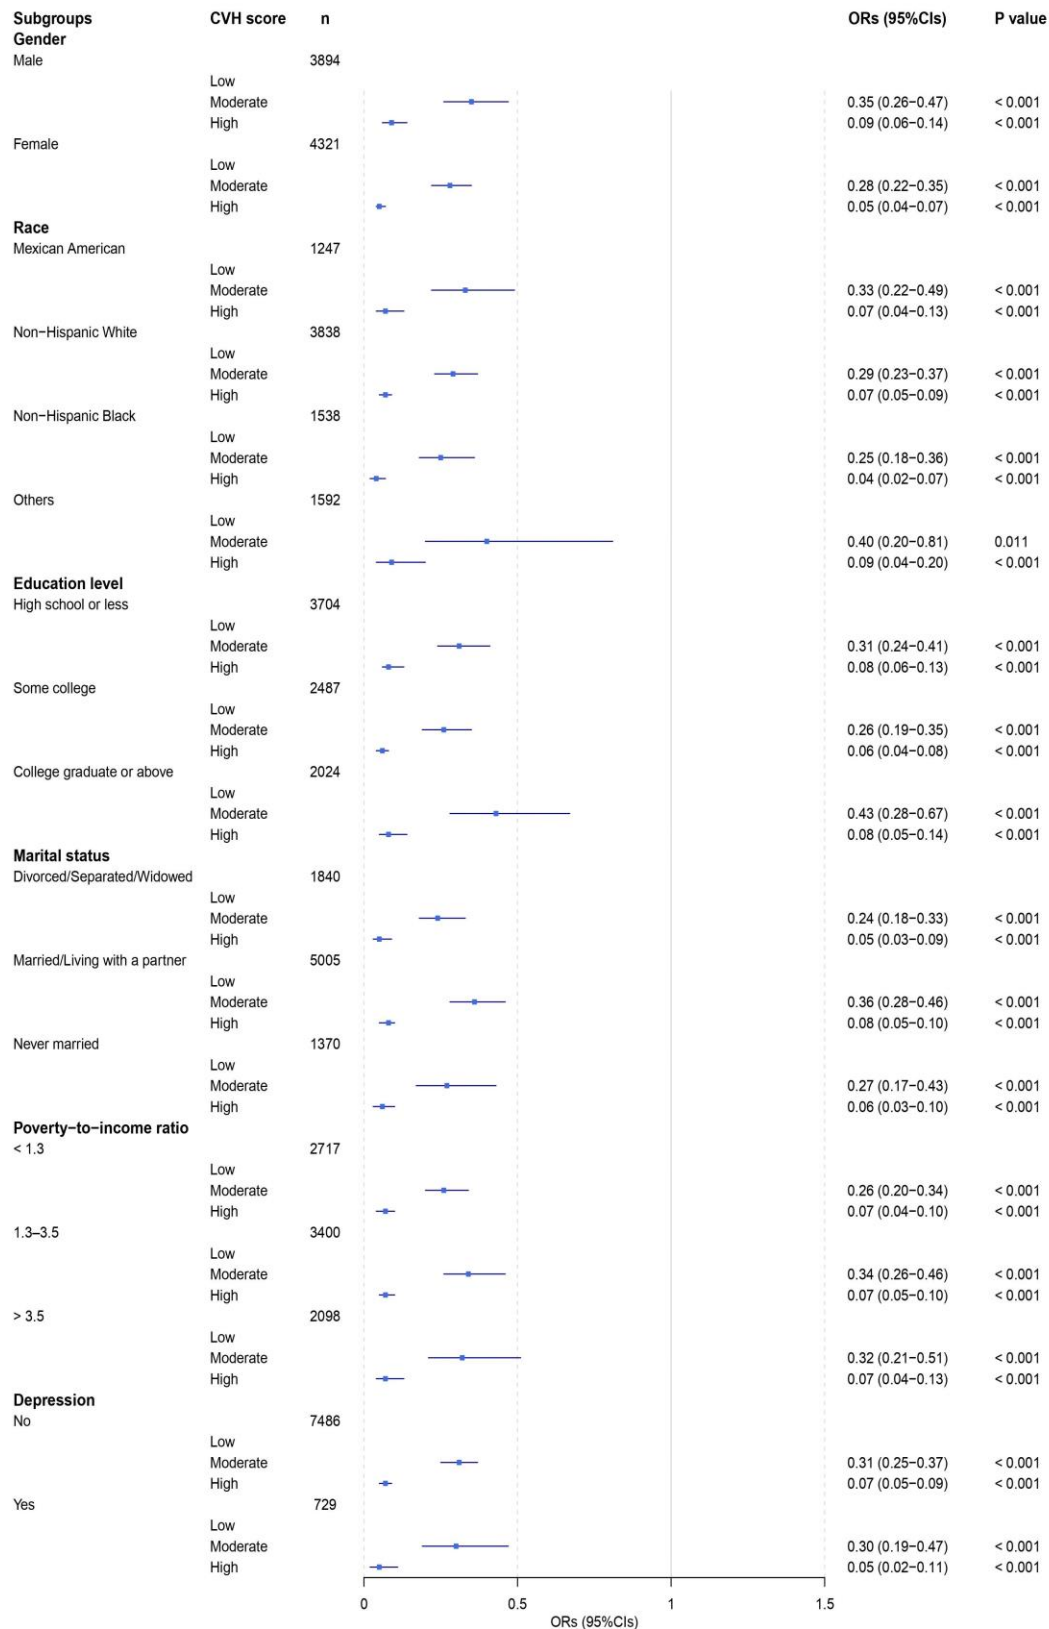 Subgroups CVH score n ORs (95%CIs) P value
Gender
Male 3894
Low
Moderate 0.35 (0.26−0.47) < 0.001
High 0.09 (0.06−0.14) < 0.001
Female 4321
Low
Moderate 0.28 (0.22−0.35) < 0.001
High 0.05 (0.04−0.07) < 0.001
Race
Mexican American 1247
Low
Moderate 0.33 (0.22−0.49) < 0.001
High 0.07 (0.04−0.13) < 0.001
Non−Hispanic White 3838
Low
Moderate 0.29 (0.23−0.37) < 0.001
High 0.07 (0.05−0.09) < 0.001
Non−Hispanic Black 1538
Low
Moderate 0.25 (0.18−0.36) < 0.001
High 0.04 (0.02−0.07) < 0.001
Others 1592
Low
Moderate 0.40 (0.20−0.81) 0.011
High 0.09 (0.04−0.20) < 0.001
Education level
High school or less 3704
Low
Moderate 0.31 (0.24−0.41) < 0.001
High 0.08 (0.06−0.13) < 0.001
Some college 2487
Low
Moderate 0.26 (0.19−0.35) < 0.001
High 0.06 (0.04−0.08) < 0.001
College graduate or above 2024
Low
Moderate 0.43 (0.28−0.67) < 0.001
High 0.08 (0.05−0.14) < 0.001
Marital status
Divorced/Separated/Widowed 1840
Low
Moderate 0.24 (0.18−0.33) < 0.001
High 0.05 (0.03−0.09) < 0.001
Married/Living with a partner 5005
Low
Moderate 0.36 (0.28−0.46) < 0.001
High 0.08 (0.05−0.10) < 0.001
Never married 1370
Low
Moderate 0.27 (0.17−0.43) < 0.001
High 0.06 (0.03−0.10) < 0.001
Poverty−to−income ratio
< 1.3 2717
Low
Moderate 0.26 (0.20−0.34) < 0.001
High 0.07 (0.04−0.10) < 0.001
1.3–3.5 3400
Low
Moderate 0.34 (0.26−0.46) < 0.001
High 0.07 (0.05−0.10) < 0.001
> 3.5 2098
Low
Moderate 0.32 (0.21−0.51) < 0.001
High 0.07 (0.04−0.13) < 0.001
Depression
No 7486
Low
Moderate 0.31 (0.25−0.37) < 0.001
High 0.07 (0.05−0.09) < 0.001
Yes 729
Low
Moderate 0.30 (0.19−0.47) < 0.001
High 0.05 (0.02−0.11) < 0.001
0 0.5 1 1.5
ORs (95%CIs)